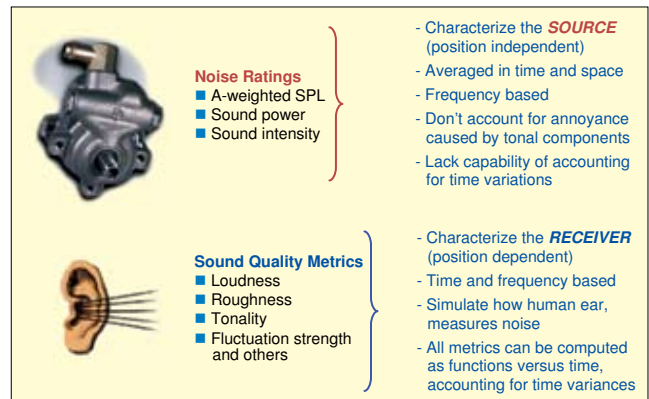 Noise Ratings
■ A-weighted SPL
■ Sound power
■ Sound intensity
- Characterize the SOURCE
(position independent)
- Averaged in time and space
- Frequency based
- Don't account for annoyance
caused by tonal components
- Lack capability of accounting
for time variations
Sound Quality Metrics
■ Loudness
■ Roughness
■ Tonality
■ Fluctuation strength
and others
- Characterize the RECEIVER
(position dependent)
- Time and frequency based
- Simulate how human ear,
measures noise
- All metrics can be computed
as functions versus time,
accounting for time variances